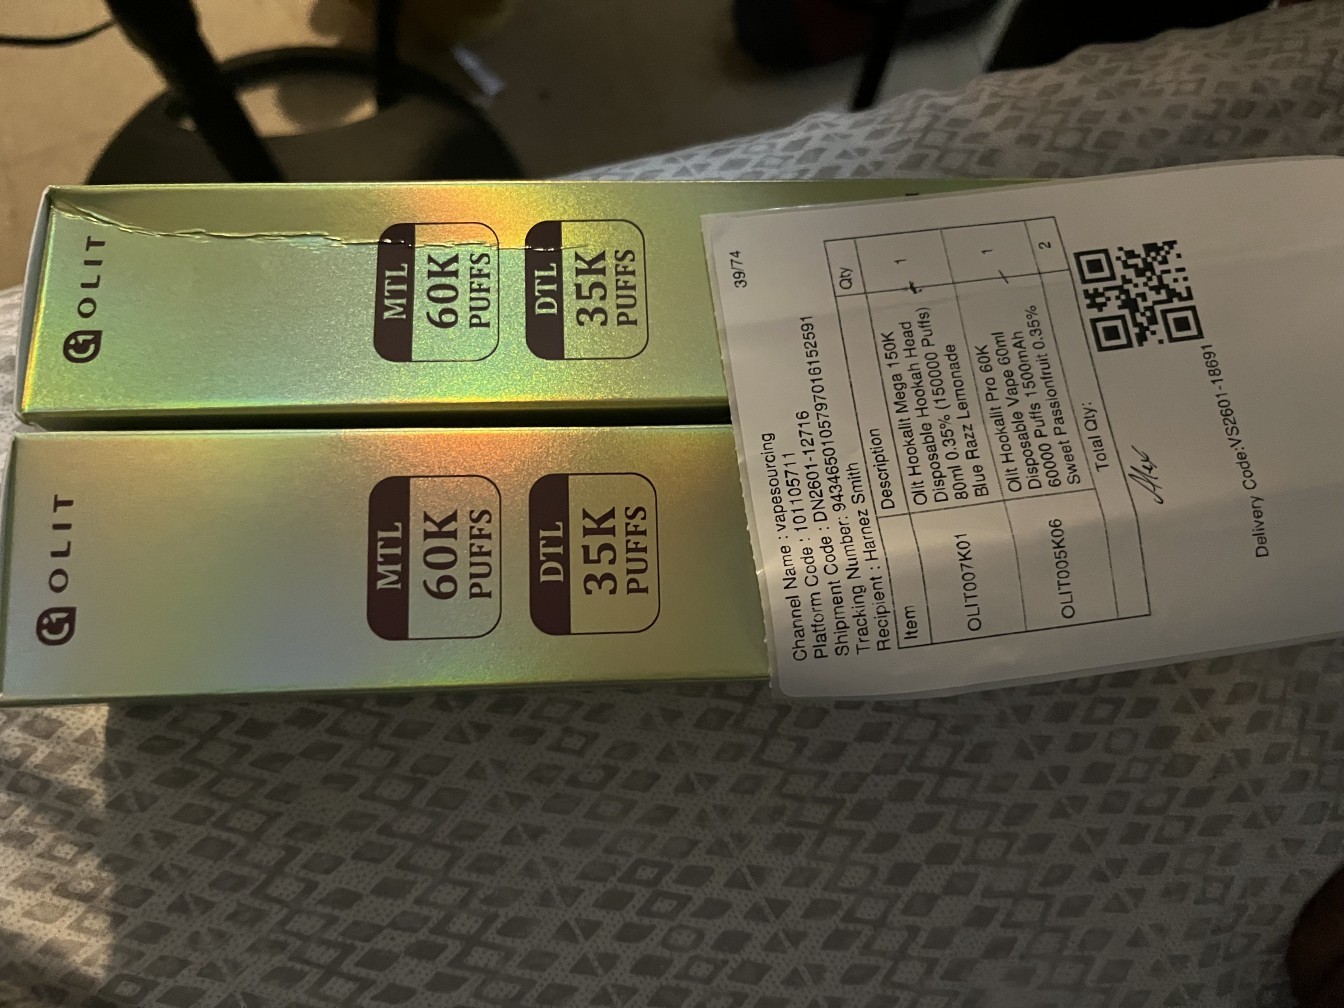 OLIT
MTL
60K
PUFFS
DTL
35K
PUFFS
OLIT
MTL
60K
PUFFS
DTL
35K
PUFFS
39/74
Channel Name : vapesourcing
Platform Code : 101105711
Shipment Code : DN2601-12716
Tracking Number: 9434650105797016152591
Recipient : Harnez Smith
Item Description Qty
OLIT007K01 Olit Hookalit Mega 150K 1
Disposable Hookah Head
80ml 0.35% (150000 Puffs)
Blue Razz Lemonade
OLIT005K06 Olit Hookalit Pro 60K 1
Disposable Vape 60ml
60000 Puffs 1500mAh
Sweet Passionfruit 0.35%
Total Qty: 2
Alex
Delivery Code:VS2601-18691